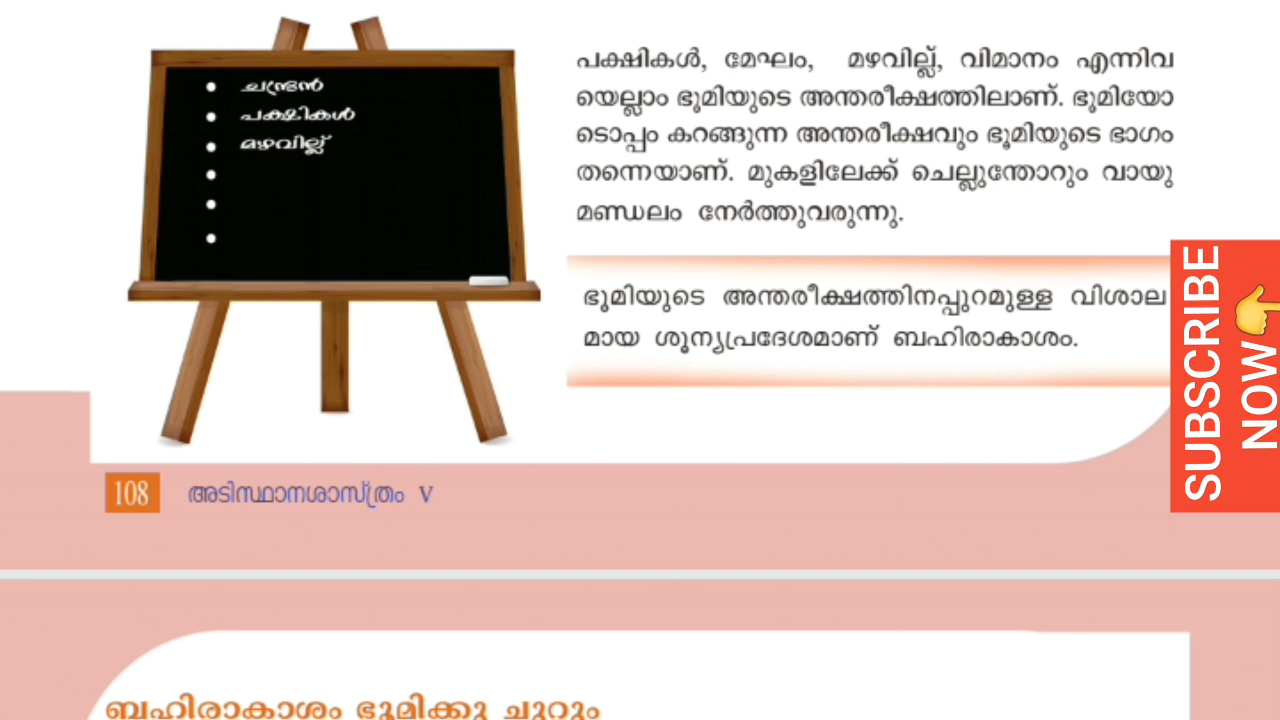 ചന്ദ്രൻ
പക്ഷികൾ
മഴവില്ല്
പക്ഷികൾ, മേഘം, മഴവില്ല്, വിമാനം എന്നിവ
യെല്ലാം ഭൂമിയുടെ അന്തരീക്ഷത്തിലാണ്. ഭൂമിയോ
ടൊപ്പം കറങ്ങുന്ന അന്തരീക്ഷവും ഭൂമിയുടെ ഭാഗം
തന്നെയാണ്. മുകളിലേക്ക് ചെല്ലുന്തോറും വായു
മണ്ഡലം നേർത്തുവരുന്നു.
ഭൂമിയുടെ അന്തരീക്ഷത്തിനപ്പുറമുള്ള വിശാല
മായ ശൂന്യപ്രദേശമാണ് ബഹിരാകാശം.
SUBSCRIBE
NOW
108 അടിസ്ഥാനശാസ്ത്രം V
ബഹിരാകാശം ഭൂമിക്കു ചുറ്റും